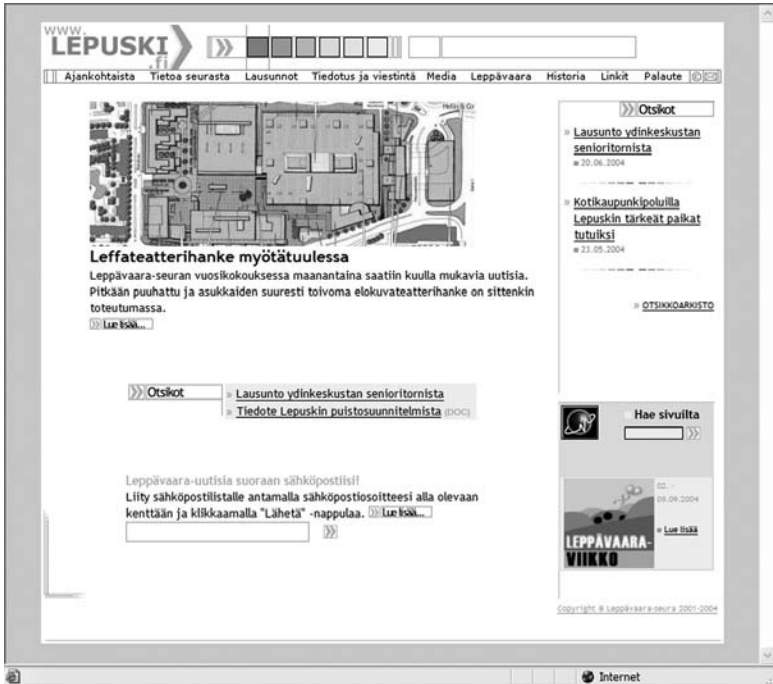 www.
LEPUSKI
.fi
Ajankohtaista Tietoa seurasta Lausunnot Tiedotus ja viestintä Media Leppävaara Historia Linkit Palaute
Leffateatterihanke myötätuulessa
Leppävaara-seuran vuosikokouksessa maanantaina saatiin kuulla mukavia uutisia.
Pitkään puuhattu ja asukkaiden suuresti toivoma elokuvateatterihanke on sittenkin
toteutumassa.
Lue lisää...
Otsikot
» Lausunto ydinkeskustan senioritornista
» Tiedote Lepuskin puistosuunnitelmista (DOC)
Leppävaara-uutisia suoraan sähköpostiisi!
Liity sähköpostilistalle antamalla sähköpostiosoitteesi alla olevaan
kenttään ja klikkaamalla "Lähetä" -nappulaa. Lue lisää...
Otsikot
» Lausunto ydinkeskustan
senioritornista
20.06.2004
» Kotikaupunkipoluilla
Lepuskin tärkeät paikat
tutuiksi
23.05.2004
» OTSIKKOARKISTO
Hae sivuilta
LEPPÄVAARA-
VIIKKO
02. -
08.09.2004
» Lue lisää
Copyright © Leppävaara-seura 2001-2004
Internet